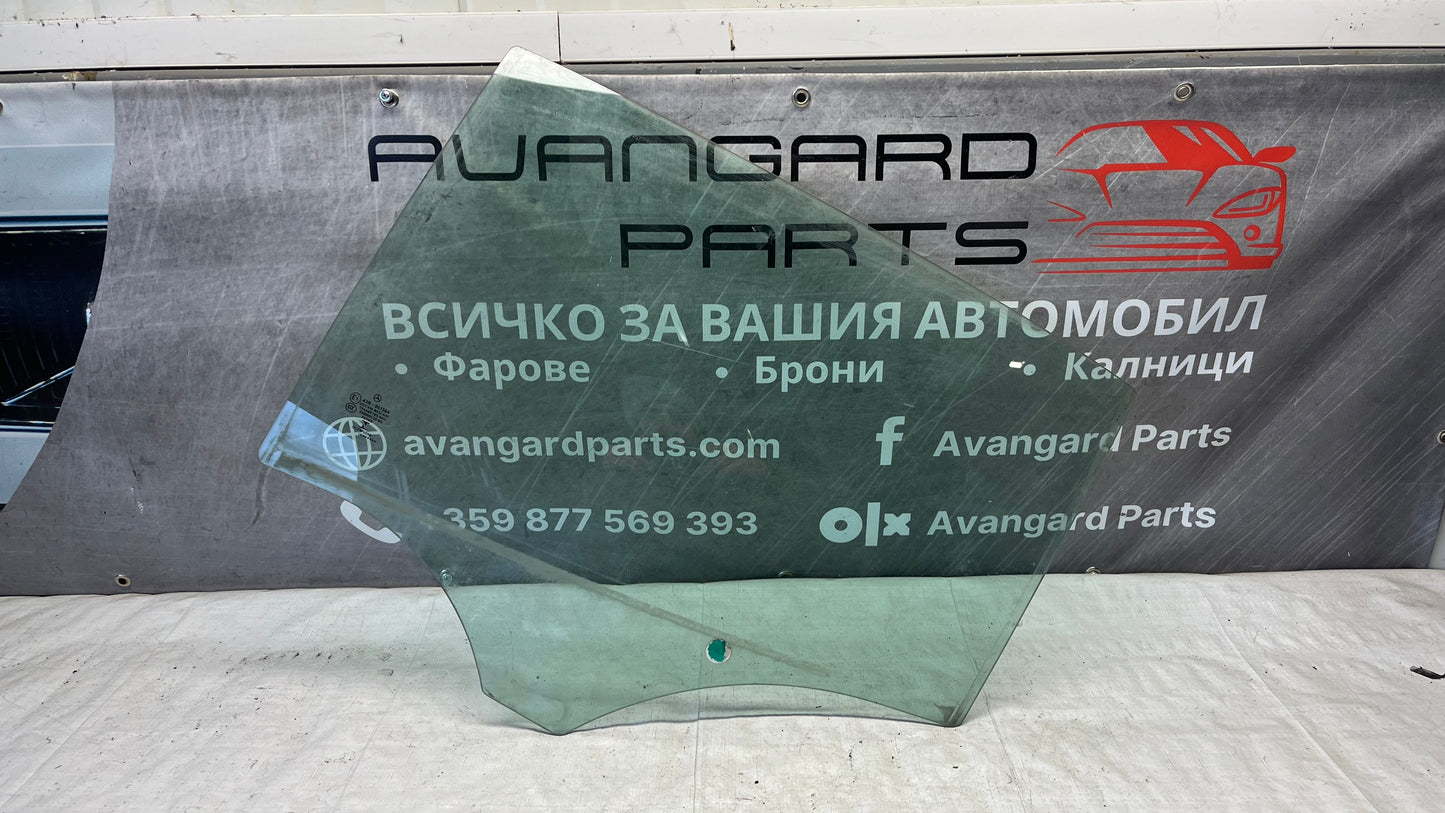 AVANGARD
PARTS
ВСИЧКО ЗА ВАШИЯ АВТОМОБИЛ
• Фарове • Брони • Калници
avangardparts.com
Avangard Parts
359 877 569 393
olx Avangard Parts